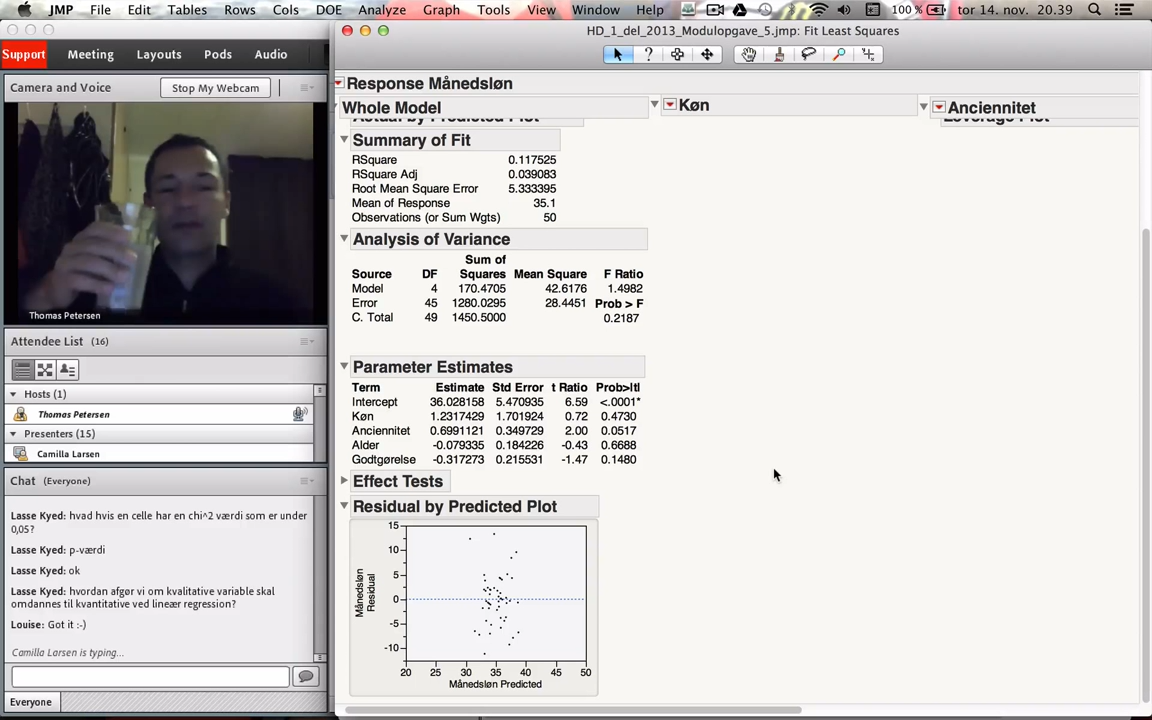 JMP File Edit Tables Rows Cols DOE Analyze Graph Tools View Window Help 100 % tor 14. nov. 20.39
HD_1_del_2013_Modulopgave_5.jmp: Fit Least Squares
Support Meeting Layouts Pods Audio
Camera and Voice Stop My Webcam
Thomas Petersen
Attendee List (16)
Hosts (1)
Thomas Petersen
Presenters (15)
Camilla Larsen
Chat (Everyone)
Lasse Kyed: hvad hvis en celle har en chi^2 værdi som er under
0,05?
Lasse Kyed: p-værdi
Lasse Kyed: ok
Lasse Kyed: hvordan afgør vi om kvalitative variable skal
omdannes til kvantitative ved lineær regression?
Louise: Got it :-)
Camilla Larsen is typing...
Everyone
Response Månedsløn
Whole Model Køn Anciennitet
Actual by Predicted Plot Leverage Plot
Summary of Fit
RSquare 0.117525
RSquare Adj 0.039083
Root Mean Square Error 5.333395
Mean of Response 35.1
Observations (or Sum Wgts) 50
Analysis of Variance
Sum of
Source DF Squares Mean Square F Ratio
Model 4 170.4705 42.6176 1.4982
Error 45 1280.0295 28.4451 Prob > F
C. Total 49 1450.5000 0.2187
Parameter Estimates
Term Estimate Std Error t Ratio Prob>|t|
Intercept 36.028158 5.470935 6.59 <.0001*
Køn 1.2317429 1.701924 0.72 0.4730
Anciennitet 0.6991121 0.349729 2.00 0.0517
Alder -0.079335 0.184226 -0.43 0.6688
Godtgørelse -0.317273 0.215531 -1.47 0.1480
Effect Tests
Residual by Predicted Plot
15
10
5
0
-5
-10
Månedsløn
Residual
20 25 30 35 40 45 50
Månedsløn Predicted